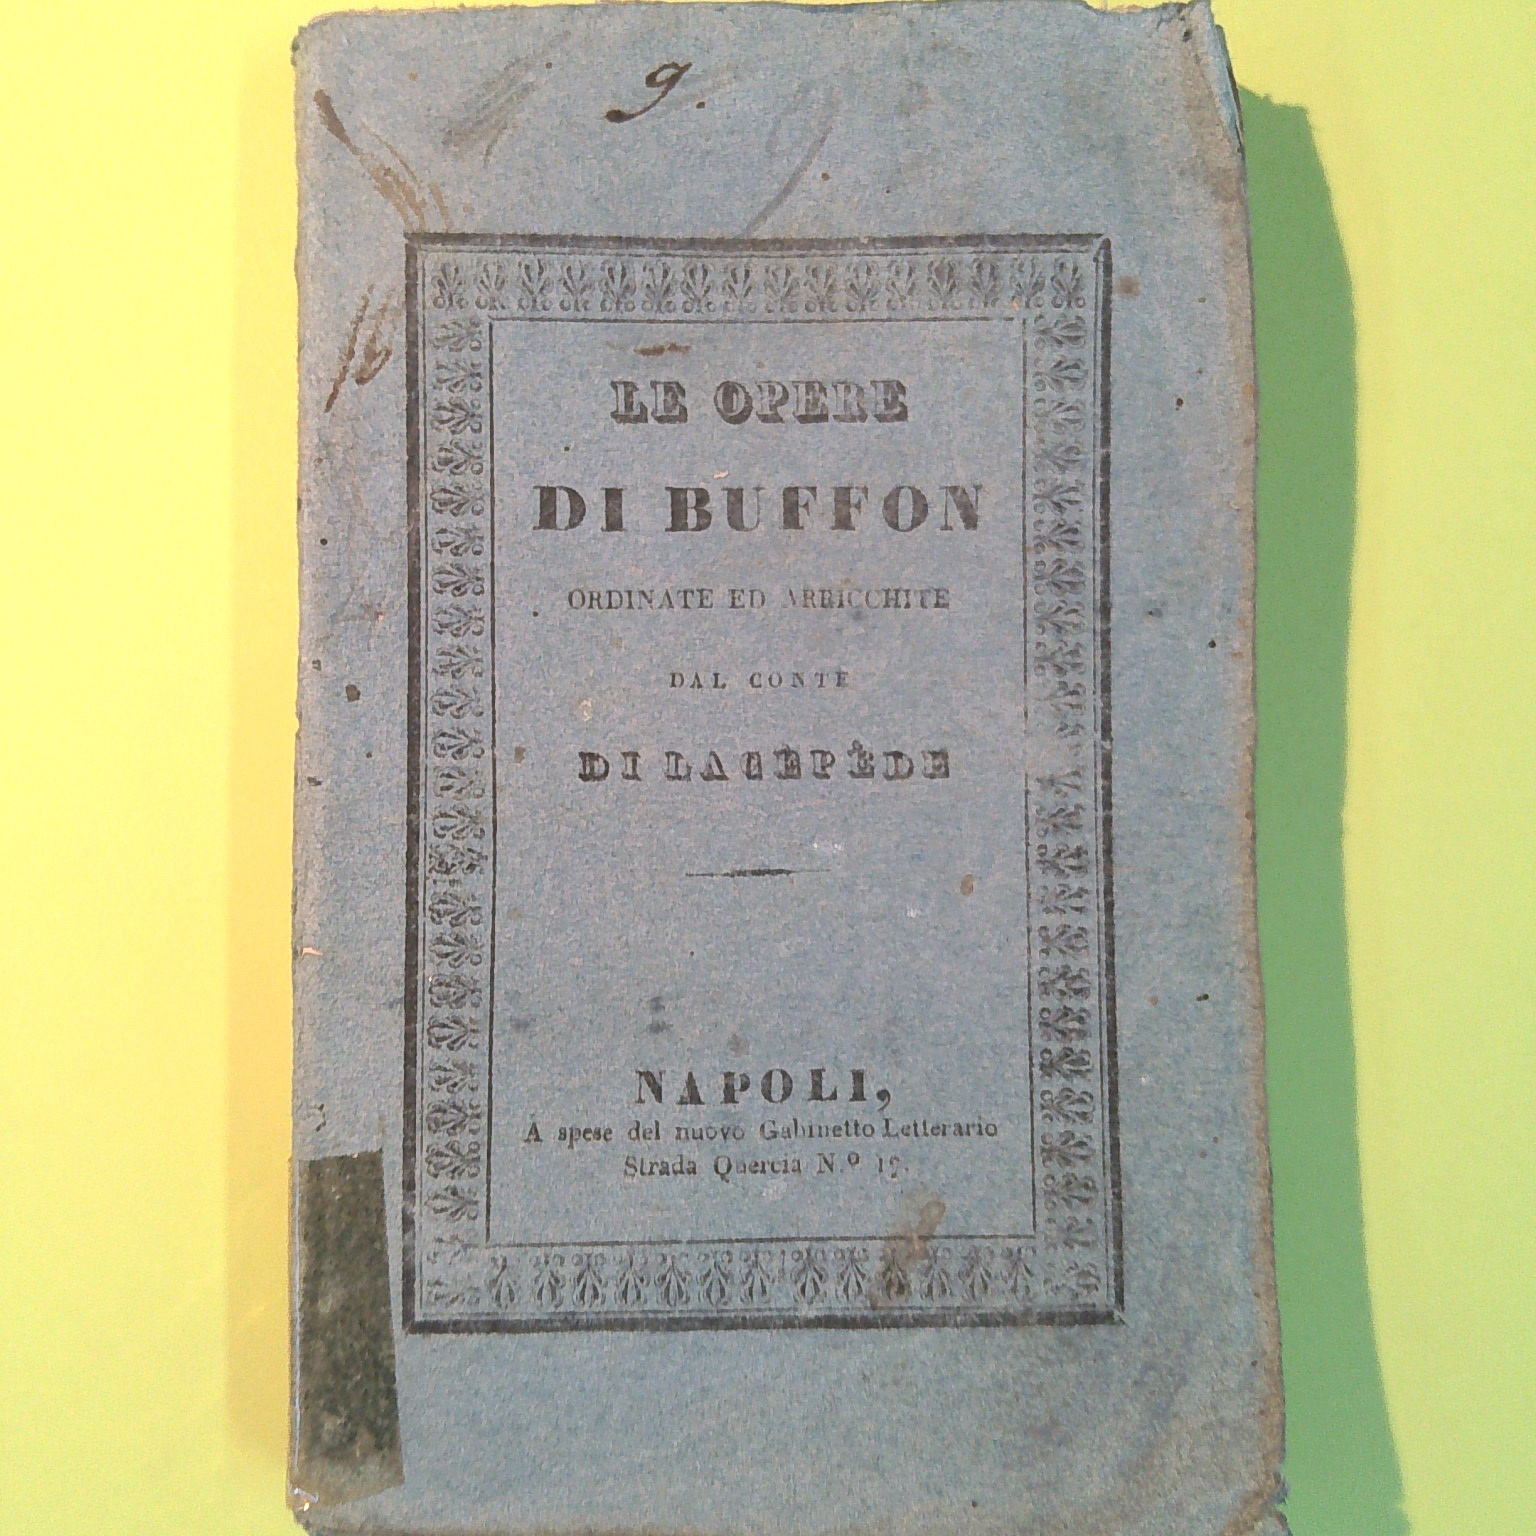 9.
LE OPERE
DI BUFFON
ORDINATE ED ARRICCHITE
DAL CONTE
DI LACÉPÈDE
NAPOLI,
A spese del nuovo Gabinetto Letterario
Strada Quercia N.º 17.